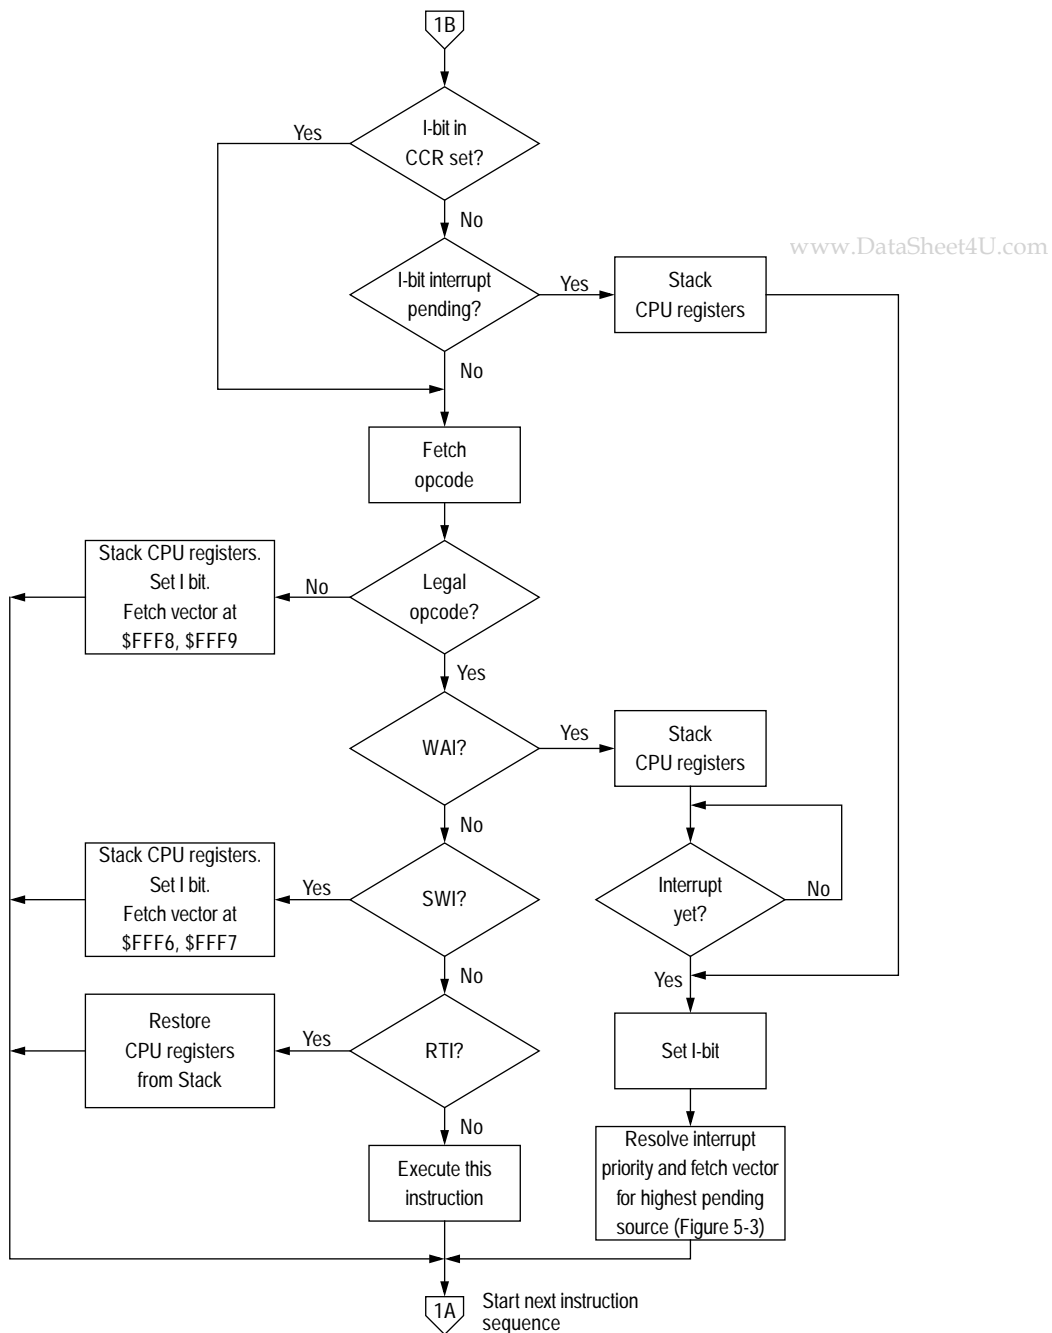 1B
I-bit in
CCR set?
Yes
No
www.DataSheet4U.com
I-bit interrupt
pending?
Yes
Stack
CPU registers
No
Fetch
opcode
Stack CPU registers.
Set I bit.
Fetch vector at
$FFF8, $FFF9
No
Legal
opcode?
Yes
WAI?
Yes
Stack
CPU registers
No
Stack CPU registers.
Set I bit.
Fetch vector at
$FFF6, $FFF7
Yes
SWI?
Interrupt
yet?
No
No
Yes
Restore
CPU registers
from Stack
Yes
RTI?
Set I-bit
No
Execute this
instruction
Resolve interrupt
priority and fetch vector
for highest pending
source (Figure 5-3)
1A
Start next instruction
sequence